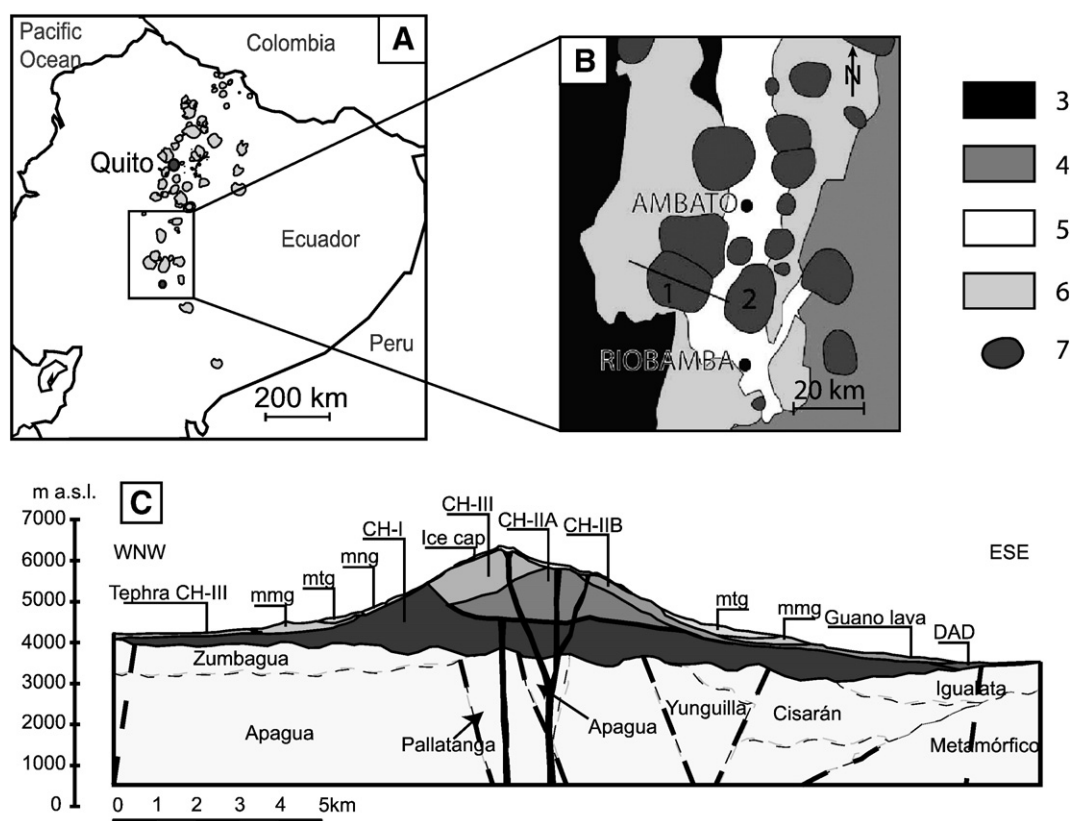 Pacific
Ocean
Colombia
A
Quito
Ecuador
Peru
200 km
B
N
AMBATO
1
2
RIOBAMBA
20 km
3
4
5
6
7
m a.s.l.
C
7000
6000
5000
4000
3000
2000
1000
0
WNW
ESE
CH-III
CH-IIA
CH-IIB
Ice cap
CH-I
mng
mtg
mmg
Tephra CH-III
mtg
mmg
Guano lava
DAD
Zumbagua
Apagua
Pallatanga
Apagua
Yunguilla
Cisarán
Igualata
Metamórfico
0 1 2 3 4 5km